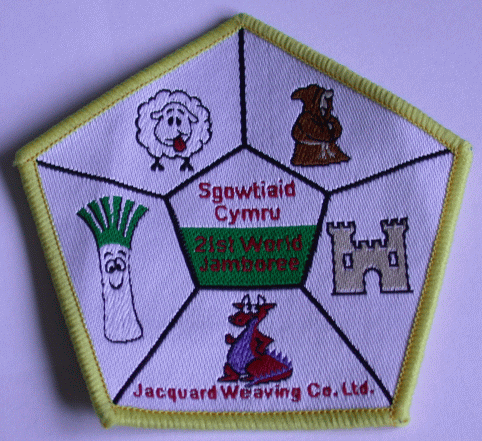 Sgowtiaid
Cymru
21st World
Jamboree
Jacquard Weaving Co. Ltd.